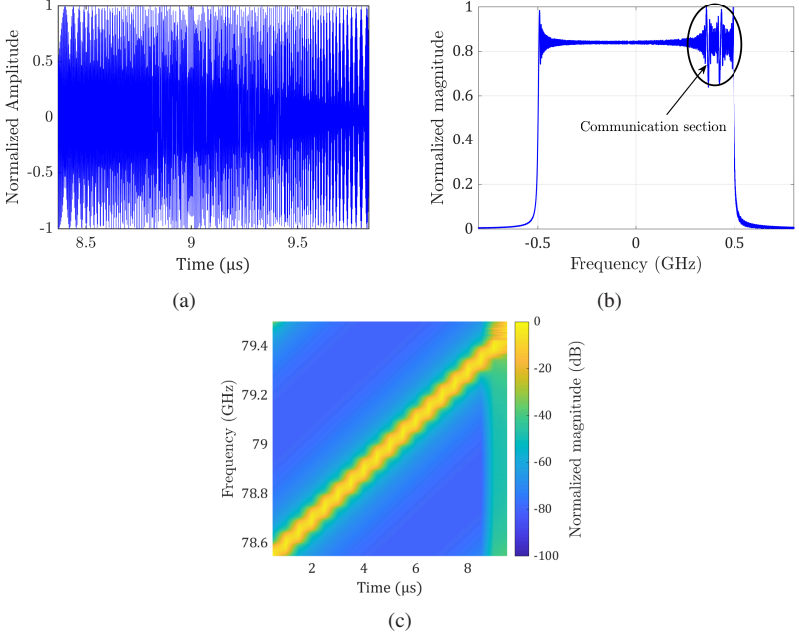 Normalized Amplitude
1
0.5
0
-0.5
-1
8.5
9
9.5
Time (µs)
(a)
Normalized magnitude
1
0.8
0.6
0.4
0.2
0
Communication section
-0.5
0
0.5
Frequency (GHz)
(b)
Frequency (GHz)
79.4
79.2
79
78.8
78.6
2
4
6
8
Time (µs)
0
-20
-40
-60
-80
-100
Normalized magnitude (dB)
(c)